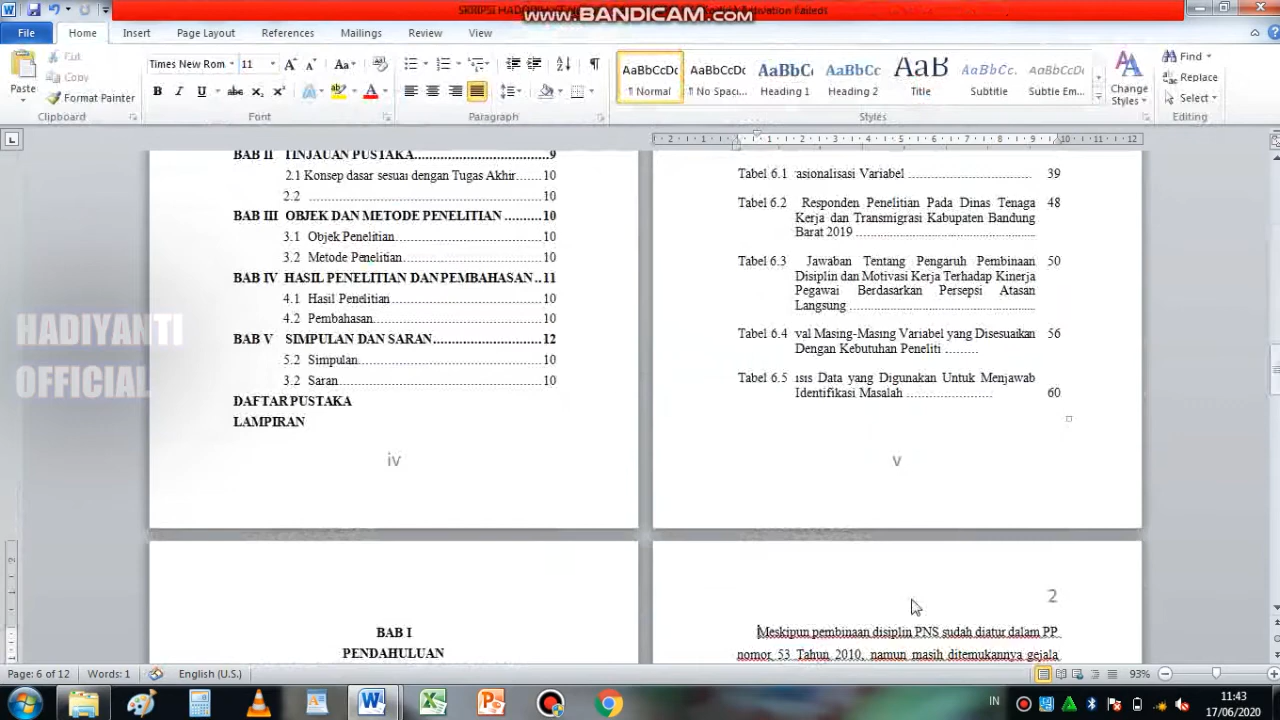 SKRIPSI HAD
www.BANDICAM.com
Activation Failed)
File Home Insert Page Layout References Mailings Review View
Paste
Cut
Copy
Format Painter
Clipboard
Times New Rom 11
Font
Paragraph
AaBbCcDc
¶ Normal
AaBbCcDc
¶ No Spaci...
AaBbC
Heading 1
AaBbCc
Heading 2
AaB
Title
AaBbCc.
Subtitle
AaBbCcDc
Subtle Em...
Change
Styles
Styles
Find
Replace
Select
Editing
BAB II TINJAUAN PUSTAKA 9
2.1 Konsep dasar sesuai dengan Tugas Akhir 10
2.2 10
BAB III OBJEK DAN METODE PENELITIAN 10
3.1 Objek Penelitian 10
3.2 Metode Penelitian 10
BAB IV HASIL PENELITIAN DAN PEMBAHASAN 11
4.1 Hasil Penelitian 10
4.2 Pembahasan 10
BAB V SIMPULAN DAN SARAN 12
5.2 Simpulan 10
3.2 Saran 10
DAFTAR PUSTAKA
LAMPIRAN
iv
HADIYANTI
OFFICIAL
Tabel 6.1 rasionalisasi Variabel 39
Tabel 6.2 Responden Penelitian Pada Dinas Tenaga 48
Kerja dan Transmigrasi Kabupaten Bandung
Barat 2019
Tabel 6.3 Jawaban Tentang Pengaruh Pembinaan 50
Disiplin dan Motivasi Kerja Terhadap Kinerja
Pegawai Berdasarkan Persepsi Atasan
Langsung
Tabel 6.4 val Masing-Masing Variabel yang Disesuaikan 56
Dengan Kebutuhan Peneliti
Tabel 6.5 isis Data yang Digunakan Untuk Menjawab
Identifikasi Masalah 60
v
BAB I
PENDAHULUAN
2
Meskipun pembinaan disiplin PNS sudah diatur dalam PP
nomor 53 Tahun 2010, namun masih ditemukannya gejala
Page: 6 of 12 Words: 1 English (U.S.) 93%
IN
11:43
17/06/2020